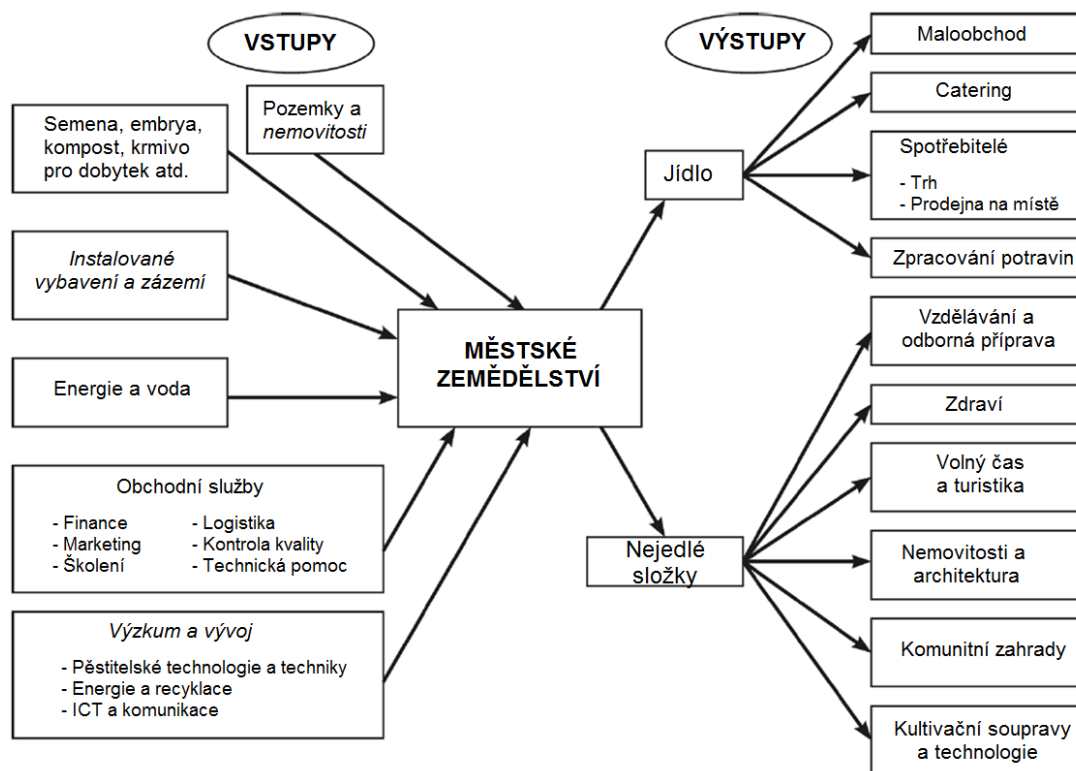 VSTUPY
Pozemky a
nemovitosti
Semena, embrya,
kompost, krmivo
pro dobytek atd.
Instalované
vybavení a zázemí
Energie a voda
Obchodní služby
- Finance
- Marketing
- Školení
- Logistika
- Kontrola kvality
- Technická pomoc
Výzkum a vývoj
- Pěstitelské technologie a techniky
- Energie a recyklace
- ICT a komunikace
MĚSTSKÉ
ZEMĚDĚLSTVÍ
VÝSTUPY
Jídlo
Maloobchod
Catering
Spotřebitelé
- Trh
- Prodejna na místě
Zpracování potravin
Nejedlé
složky
Vzdělávání a
odborná příprava
Zdraví
Volný čas
a turistika
Nemovitosti a
architektura
Komunitní zahrady
Kultivační soupravy
a technologie